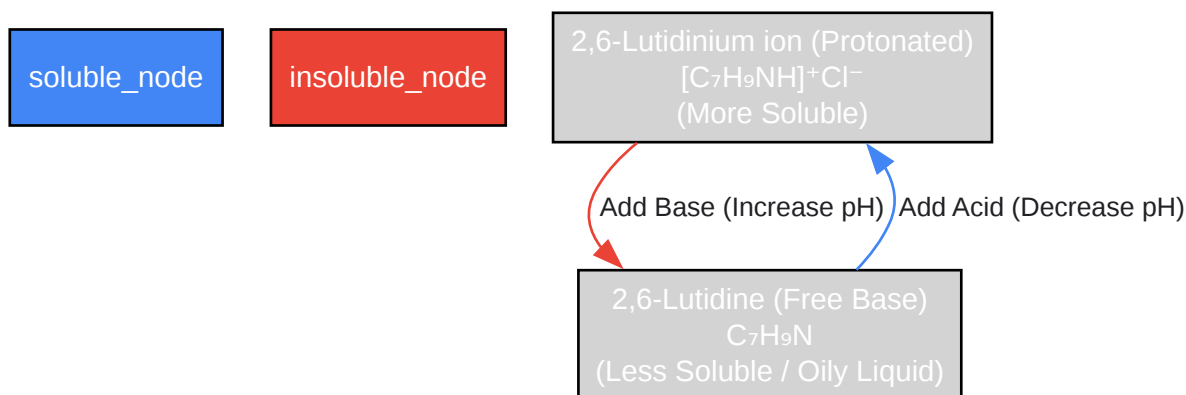 soluble_node
insoluble_node
2,6-Lutidinium ion (Protonated)
[C₇H₉NH]⁺Cl⁻
(More Soluble)
Add Base (Increase pH)
Add Acid (Decrease pH)
2,6-Lutidine (Free Base)
C₇H₉N
(Less Soluble / Oily Liquid)